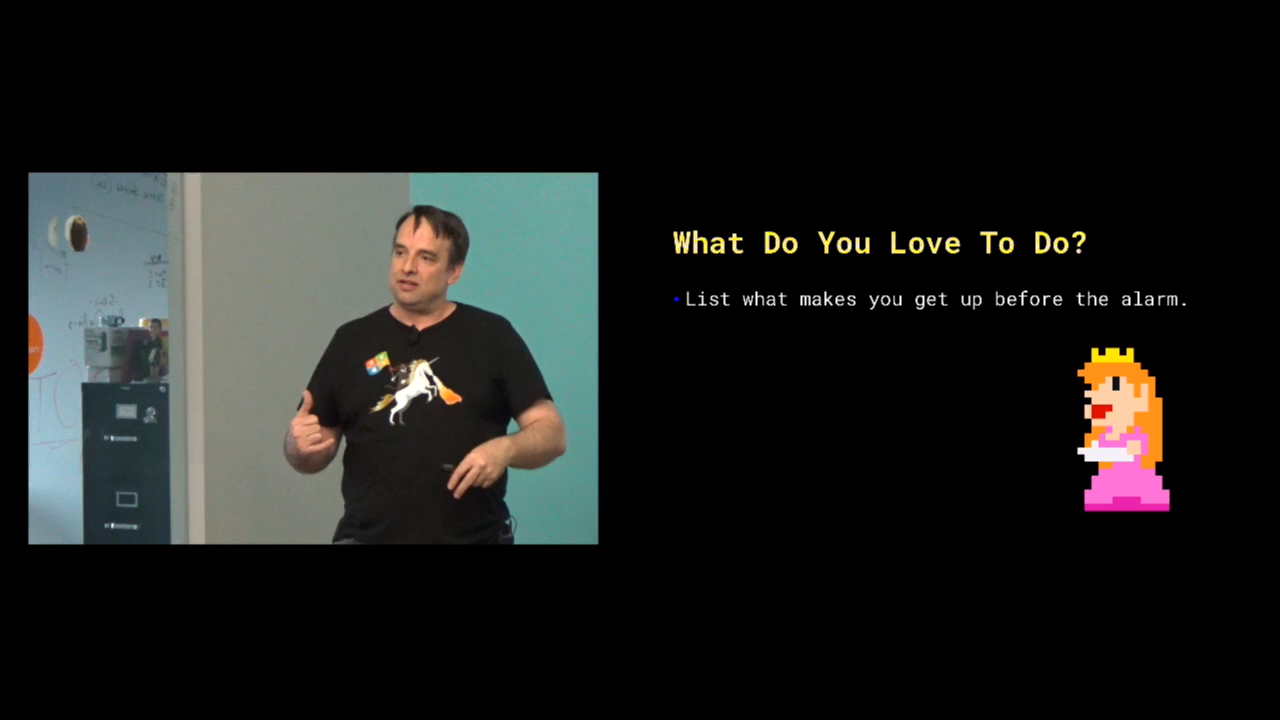 What Do You Love To Do?
•List what makes you get up before the alarm.